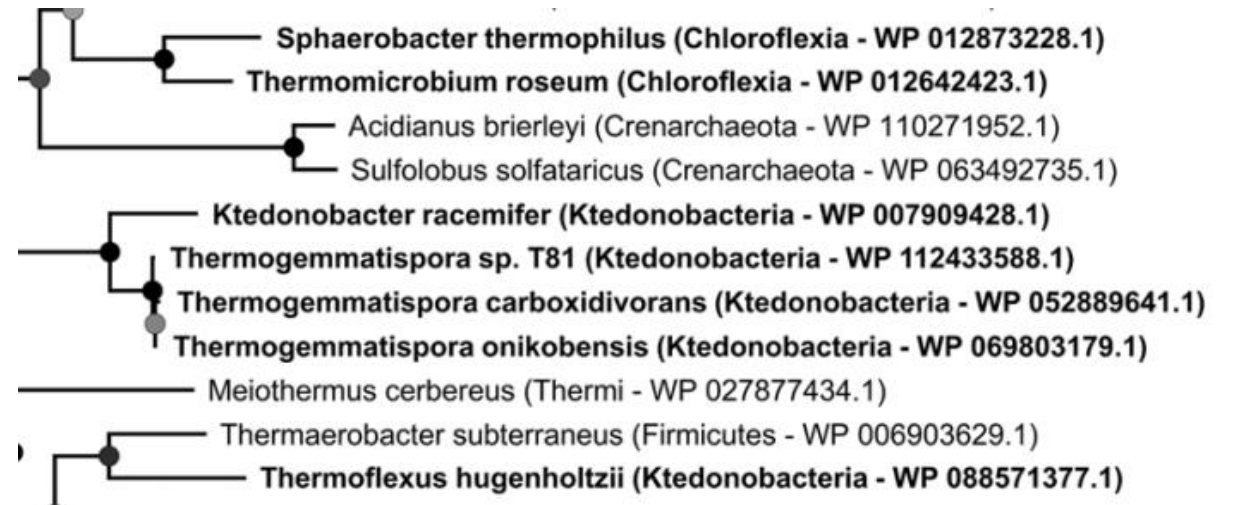 Sphaerobacter thermophilus (Chloroflexia - WP 012873228.1)
Thermomicrobium roseum (Chloroflexia - WP 012642423.1)
Acidianus brierleyi (Crenarchaeota - WP 110271952.1)
Sulfolobus solfataricus (Crenarchaeota - WP 063492735.1)
Ktedonobacter racemifer (Ktedonobacteria - WP 007909428.1)
Thermogemmatispora sp. T81 (Ktedonobacteria - WP 112433588.1)
Thermogemmatispora carboxidivorans (Ktedonobacteria - WP 052889641.1)
Thermogemmatispora onikobensis (Ktedonobacteria - WP 069803179.1)
Meiothermus cerbereus (Thermi - WP 027877434.1)
Thermaerobacter subterraneus (Firmicutes - WP 006903629.1)
Thermoflexus hugenholtzii (Ktedonobacteria - WP 088571377.1)